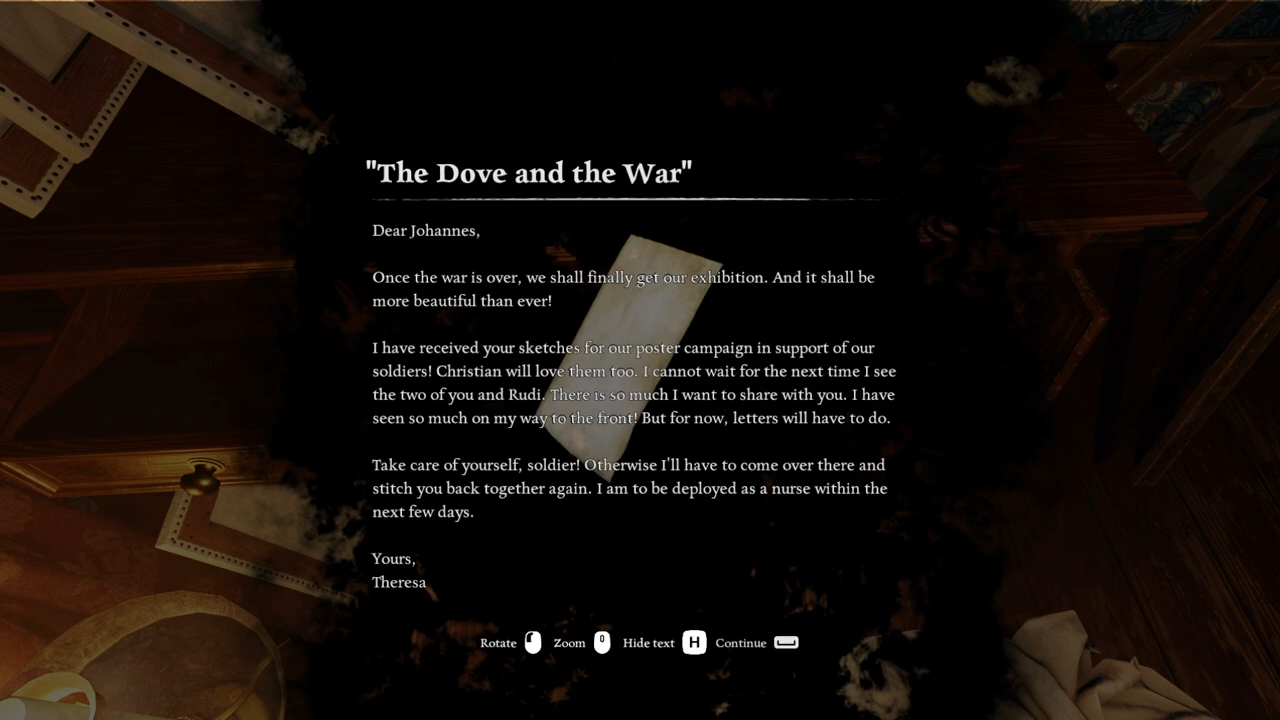 "The Dove and the War"
Dear Johannes,
Once the war is over, we shall finally get our exhibition. And it shall be
more beautiful than ever!
I have received your sketches for our poster campaign in support of our
soldiers! Christian will love them too. I cannot wait for the next time I see
the two of you and Rudi. There is so much I want to share with you. I have
seen so much on my way to the front! But for now, letters will have to do.
Take care of yourself, soldier! Otherwise I'll have to come over there and
stitch you back together again. I am to be deployed as a nurse within the
next few days.
Yours,
Theresa
Rotate Zoom 0 Hide text H Continue